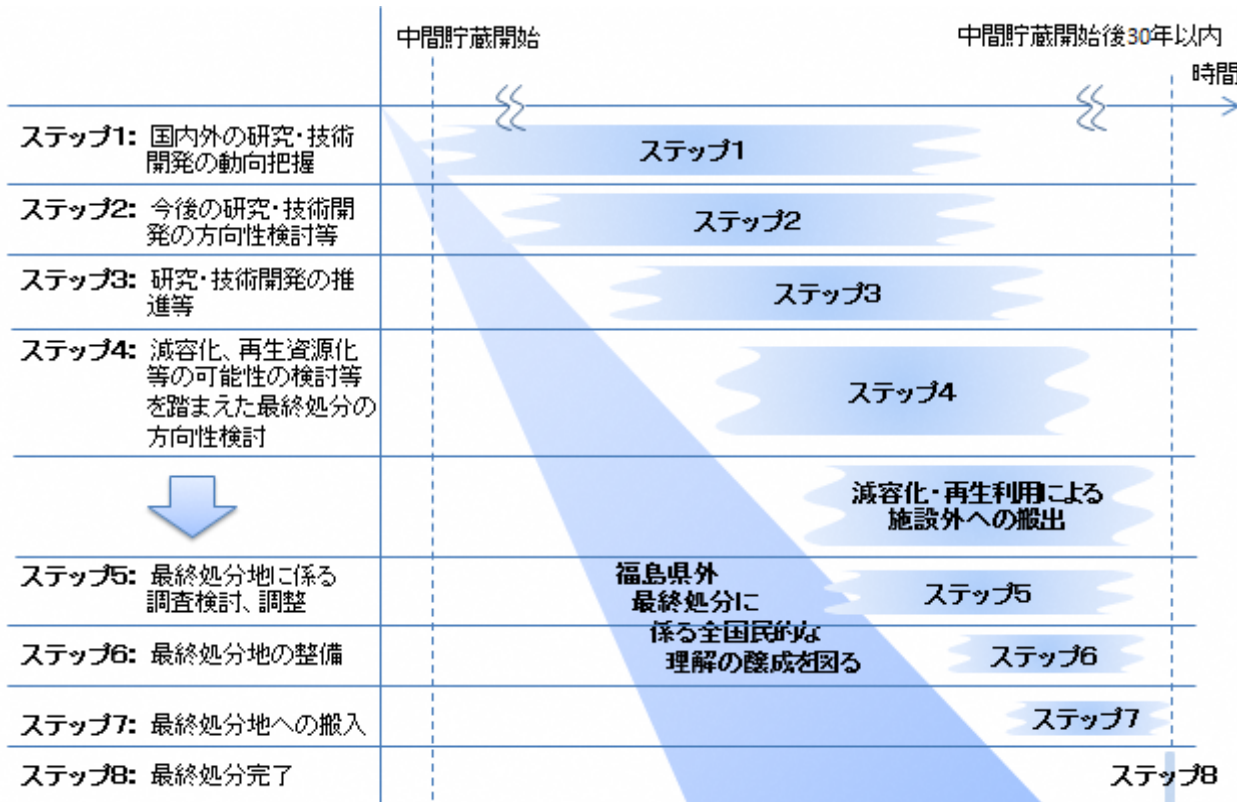 中間貯蔵開始
中間貯蔵開始後30年以内
時間
ステップ1: 国内外の研究・技術
開発の動向把握
ステップ1
ステップ2: 今後の研究・技術開
発の方向性検討等
ステップ2
ステップ3: 研究・技術開発の推
進等
ステップ3
ステップ4: 減容化、再生資源化
等の可能性の検討等
を踏まえた最終処分の
方向性検討
ステップ4
減容化・再生利用による
施設外への搬出
ステップ5: 最終処分地に係る
調査検討、調整
ステップ5
福島県外
最終処分に
係る全国民的な
理解の醸成を図る
ステップ6: 最終処分地の整備
ステップ6
ステップ7: 最終処分地への搬入
ステップ7
ステップ8: 最終処分完了
ステップ8